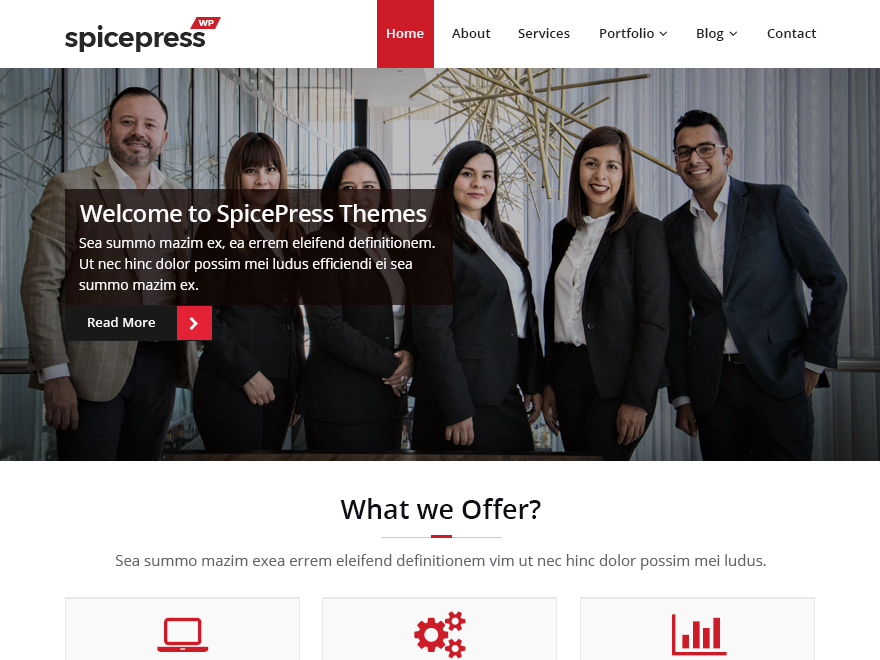 spicepress
WP
Home
About
Services
Portfolio
Blog
Contact
Welcome to SpicePress Themes
Sea summo mazim ex, ea errem eleifend definitionem.
Ut nec hinc dolor possim mei ludus efficiendi ei sea
summo mazim ex.
Read More
What we Offer?
Sea summo mazim exea errem eleifend definitionem vim ut nec hinc dolor possim mei ludus.